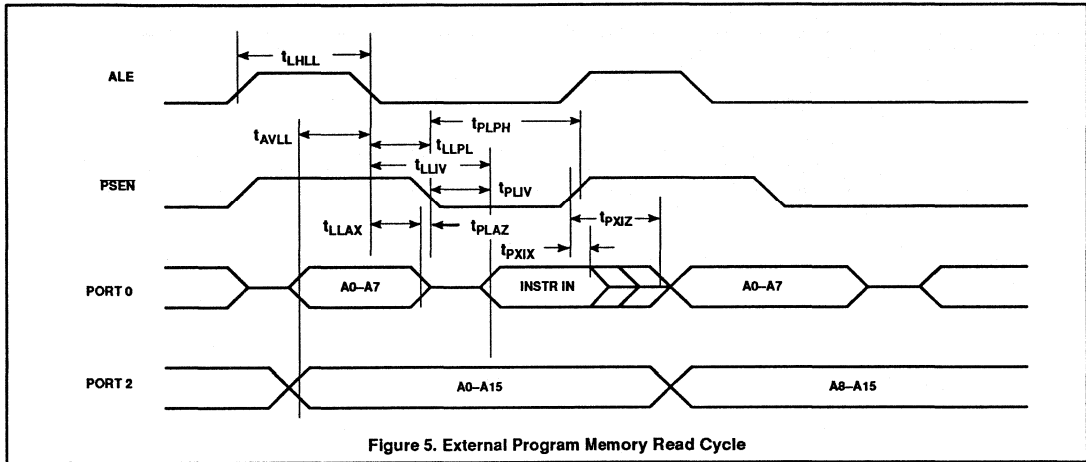 tLHLL
ALE
tPLPH
tAVLL
tLLPL
tLLIV
PSEN
tPLIV
tLLAX
tPLAZ
tPXIZ
tPXIX
PORT 0
A0–A7
INSTR IN
A0–A7
PORT 2
A0–A15
A8–A15
Figure 5. External Program Memory Read Cycle